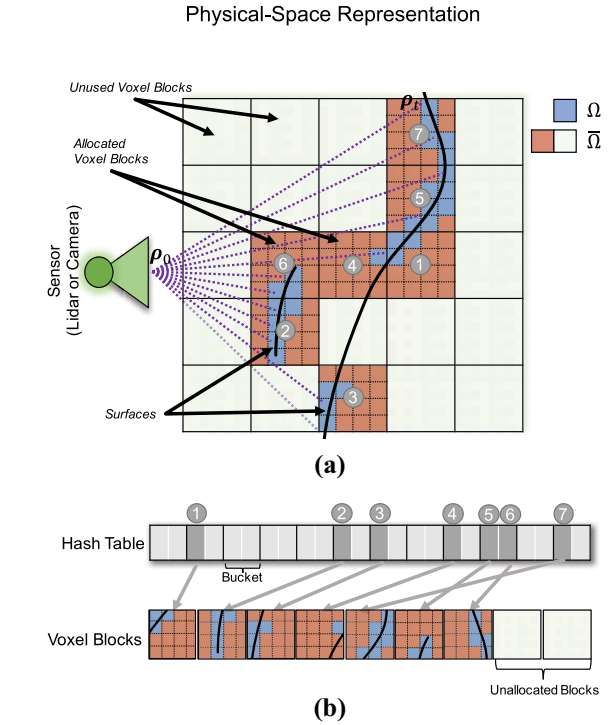 Physical-Space Representation
Unused Voxel Blocks
ρt
Ω
Ω̅
Allocated
Voxel Blocks
7
5
Sensor
(Lidar or Camera)
ρ0
6
4
1
2
3
Surfaces
(a)
1
2
3
4
5
6
7
Hash Table
Bucket
Voxel Blocks
Unallocated Blocks
(b)